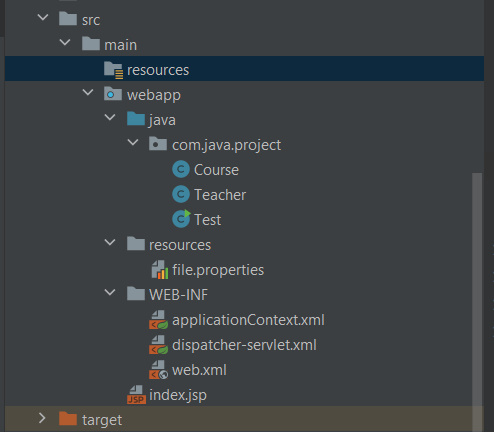 src
main
resources
webapp
java
com.java.project
Course
Teacher
Test
resources
file.properties
WEB-INF
applicationContext.xml
dispatcher-servlet.xml
web.xml
index.jsp
target